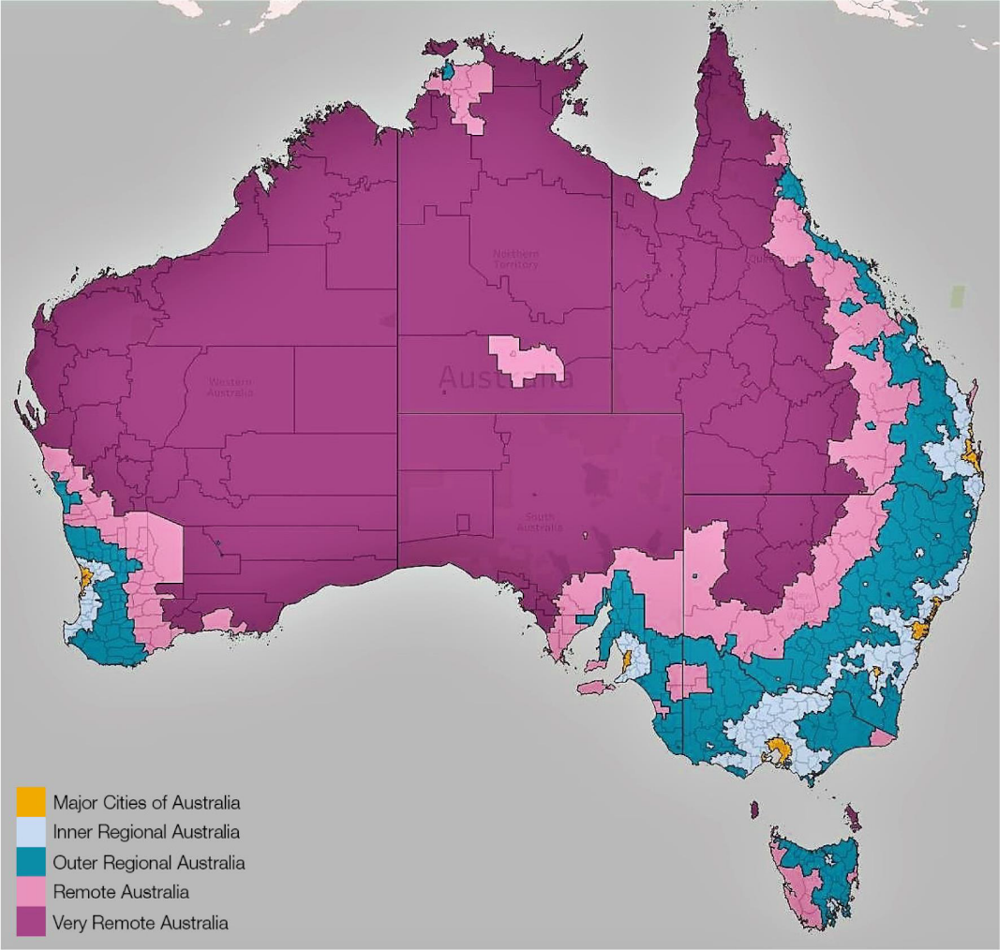 Northern
Territory
Australia
Western
Australia
South
Australia
Major Cities of Australia
Inner Regional Australia
Outer Regional Australia
Remote Australia
Very Remote Australia